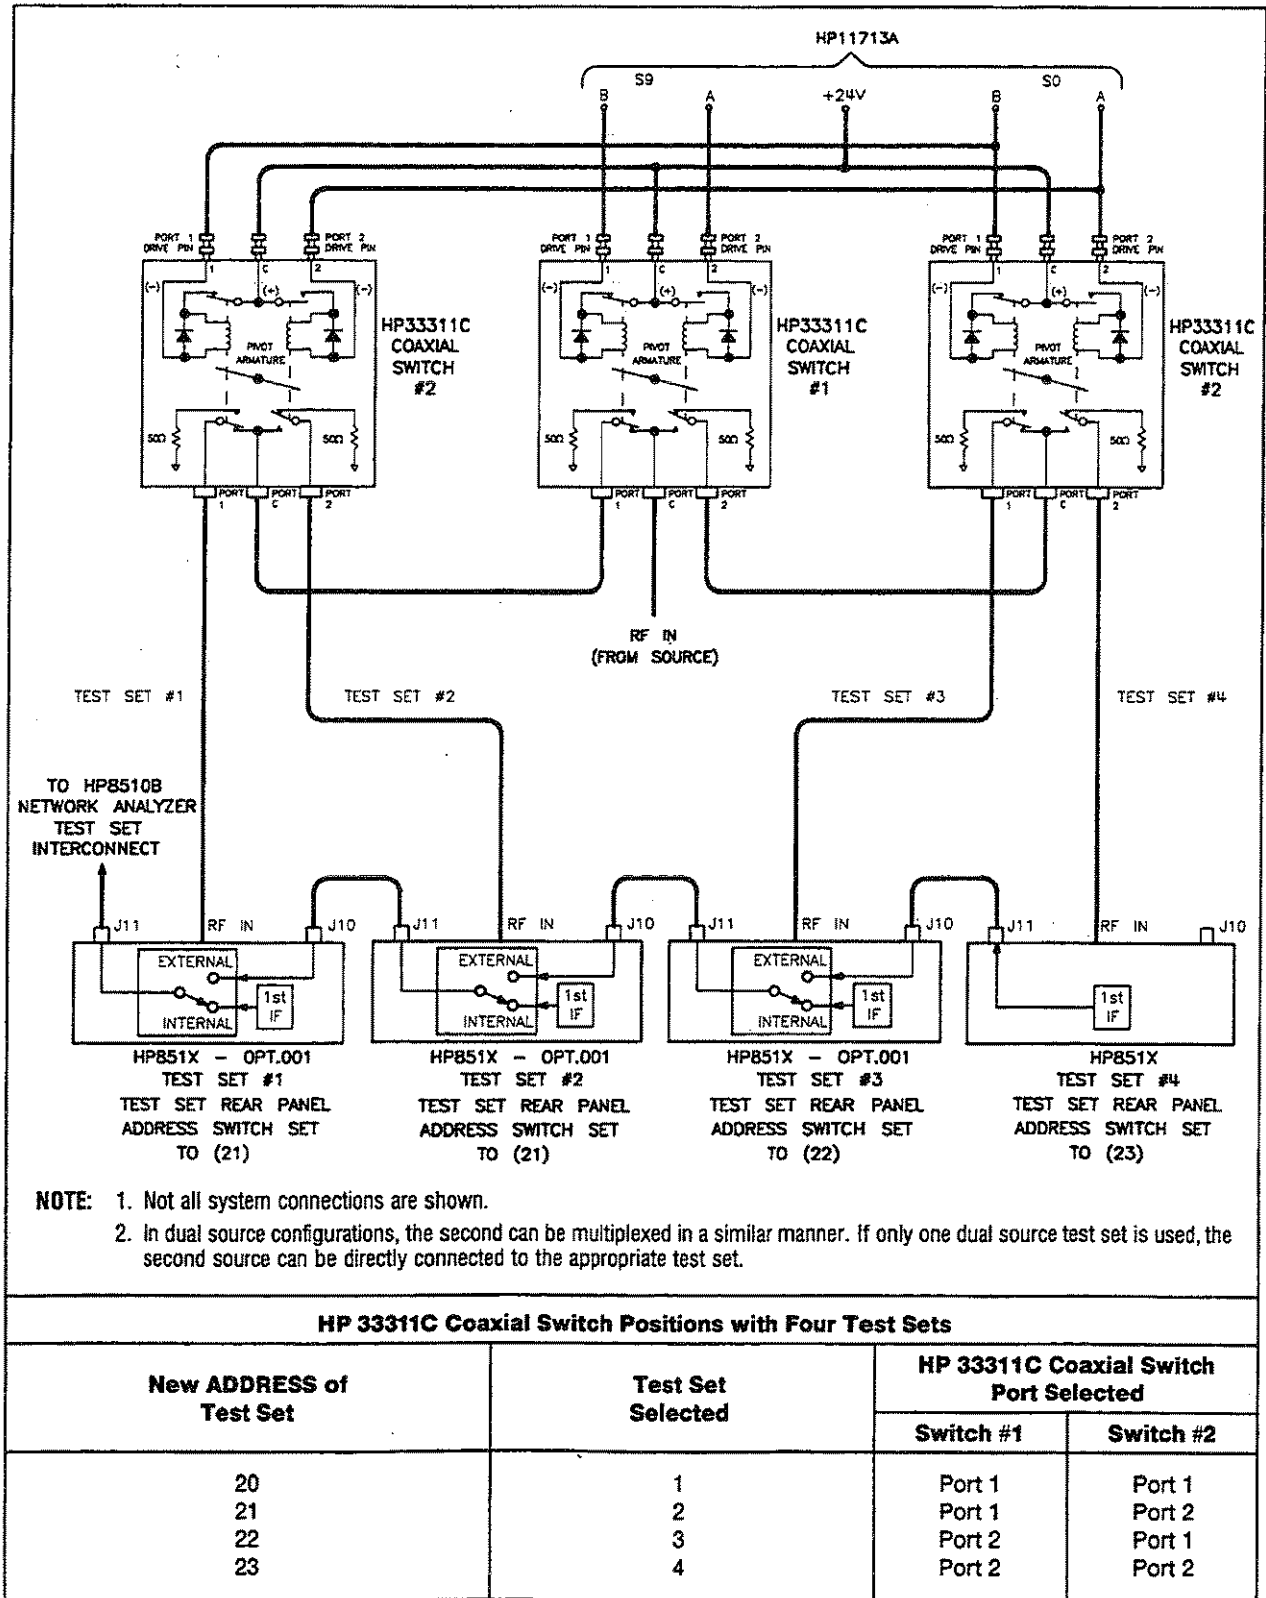 HP11713A
S9
S0
B
A
+24V
B
A
PORT 1
DRIVE PIN
PORT 2
DRIVE PIN
PORT 1
DRIVE PIN
PORT 2
DRIVE PIN
PORT 1
DRIVE PIN
PORT 2
DRIVE PIN
1
C
2
1
C
2
1
C
2
(-)
(+)
(-)
(-)
(+)
(-)
(-)
(+)
(-)
PIVOT
ARMATURE
PIVOT
ARMATURE
PIVOT
ARMATURE
HP33311C
COAXIAL
SWITCH
#2
HP33311C
COAXIAL
SWITCH
#1
HP33311C
COAXIAL
SWITCH
#2
50Ω
50Ω
50Ω
50Ω
50Ω
50Ω
PORT
1
PORT
C
2
PORT
1
PORT
C
2
PORT
1
PORT
C
2
RF IN
(FROM SOURCE)
TEST SET #1
TEST SET #2
TEST SET #3
TEST SET #4
TO HP8510B
NETWORK ANALYZER
TEST SET
INTERCONNECT
J11
RF IN
J10
J11
RF IN
J10
J11
RF IN
J10
J11
RF IN
J10
EXTERNAL
INTERNAL
1st
IF
EXTERNAL
INTERNAL
1st
IF
EXTERNAL
INTERNAL
1st
IF
1st
IF
HP851X - OPT.001
TEST SET #1
TEST SET REAR PANEL
ADDRESS SWITCH SET
TO (21)
HP851X - OPT.001
TEST SET #2
TEST SET REAR PANEL
ADDRESS SWITCH SET
TO (21)
HP851X - OPT.001
TEST SET #3
TEST SET REAR PANEL
ADDRESS SWITCH SET
TO (22)
HP851X
TEST SET #4
TEST SET REAR PANEL
ADDRESS SWITCH SET
TO (23)
NOTE: 1. Not all system connections are shown.
2. In dual source configurations, the second can be multiplexed in a similar manner. If only one dual source test set is used, the
second source can be directly connected to the appropriate test set.
HP 33311C Coaxial Switch Positions with Four Test Sets
New ADDRESS of
Test Set
Test Set
Selected
HP 33311C Coaxial Switch
Port Selected
Switch #1
Switch #2
20 1 Port 1 Port 1
21 2 Port 1 Port 2
22 3 Port 2 Port 1
23 4 Port 2 Port 2